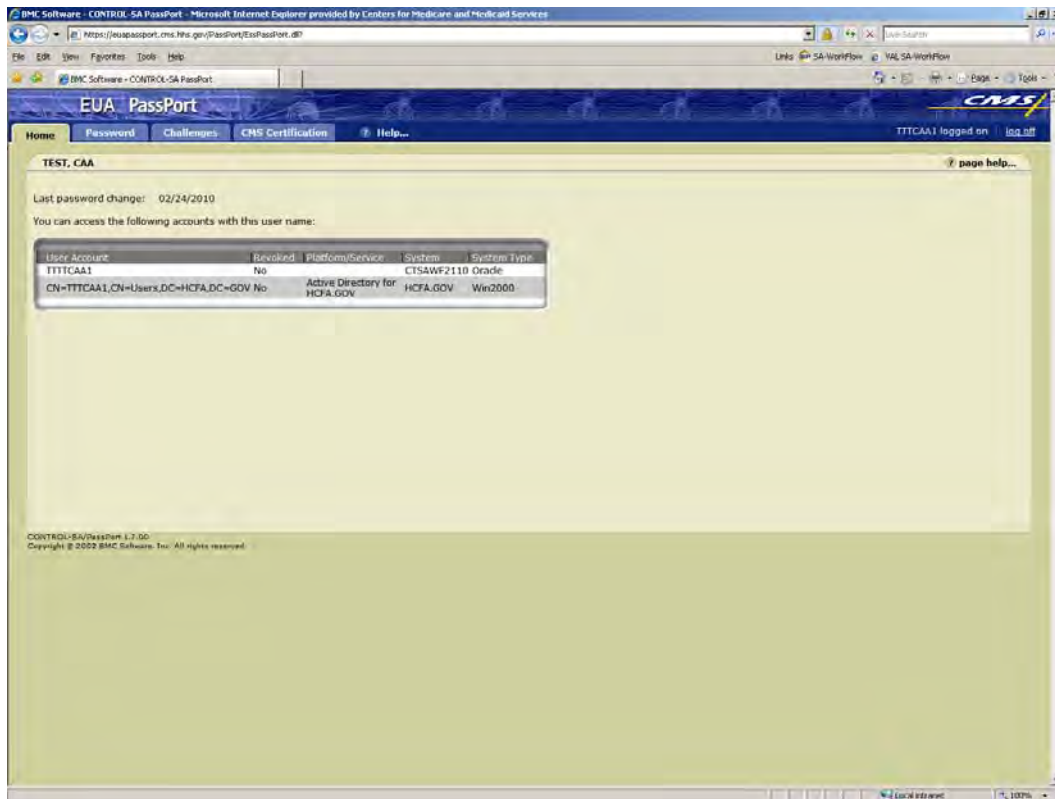 BMC Software - CONTROL-SA PassPort - Microsoft Internet Explorer provided by Centers for Medicare and Medicaid Services
https://euapassport.cms.hhs.gov/PassPort/EssPassPort.dll?
Live Search
File Edit View Favorites Tools Help
Links SA-WorkFlow VAL SA-WorkFlow
BMC Software - CONTROL-SA PassPort
Page Tools
EUA PassPort
CMS
Home Password Challenges CMS Certification ? Help...
TTTCAA1 logged on | log off
TEST, CAA
? page help...
Last password change: 02/24/2010
You can access the following accounts with this user name:
User Account Revoked Platform/Service System System Type
TTTTCAA1 No CTSAWF2110 Oracle
CN=TTTCAA1,CN=Users,DC=HCFA,DC=GOV No Active Directory for HCFA.GOV HCFA.GOV Win2000
CONTROL-SA/PassPort 1.7.00
Copyright © 2002 BMC Software, Inc. All rights reserved.
Local intranet 100%